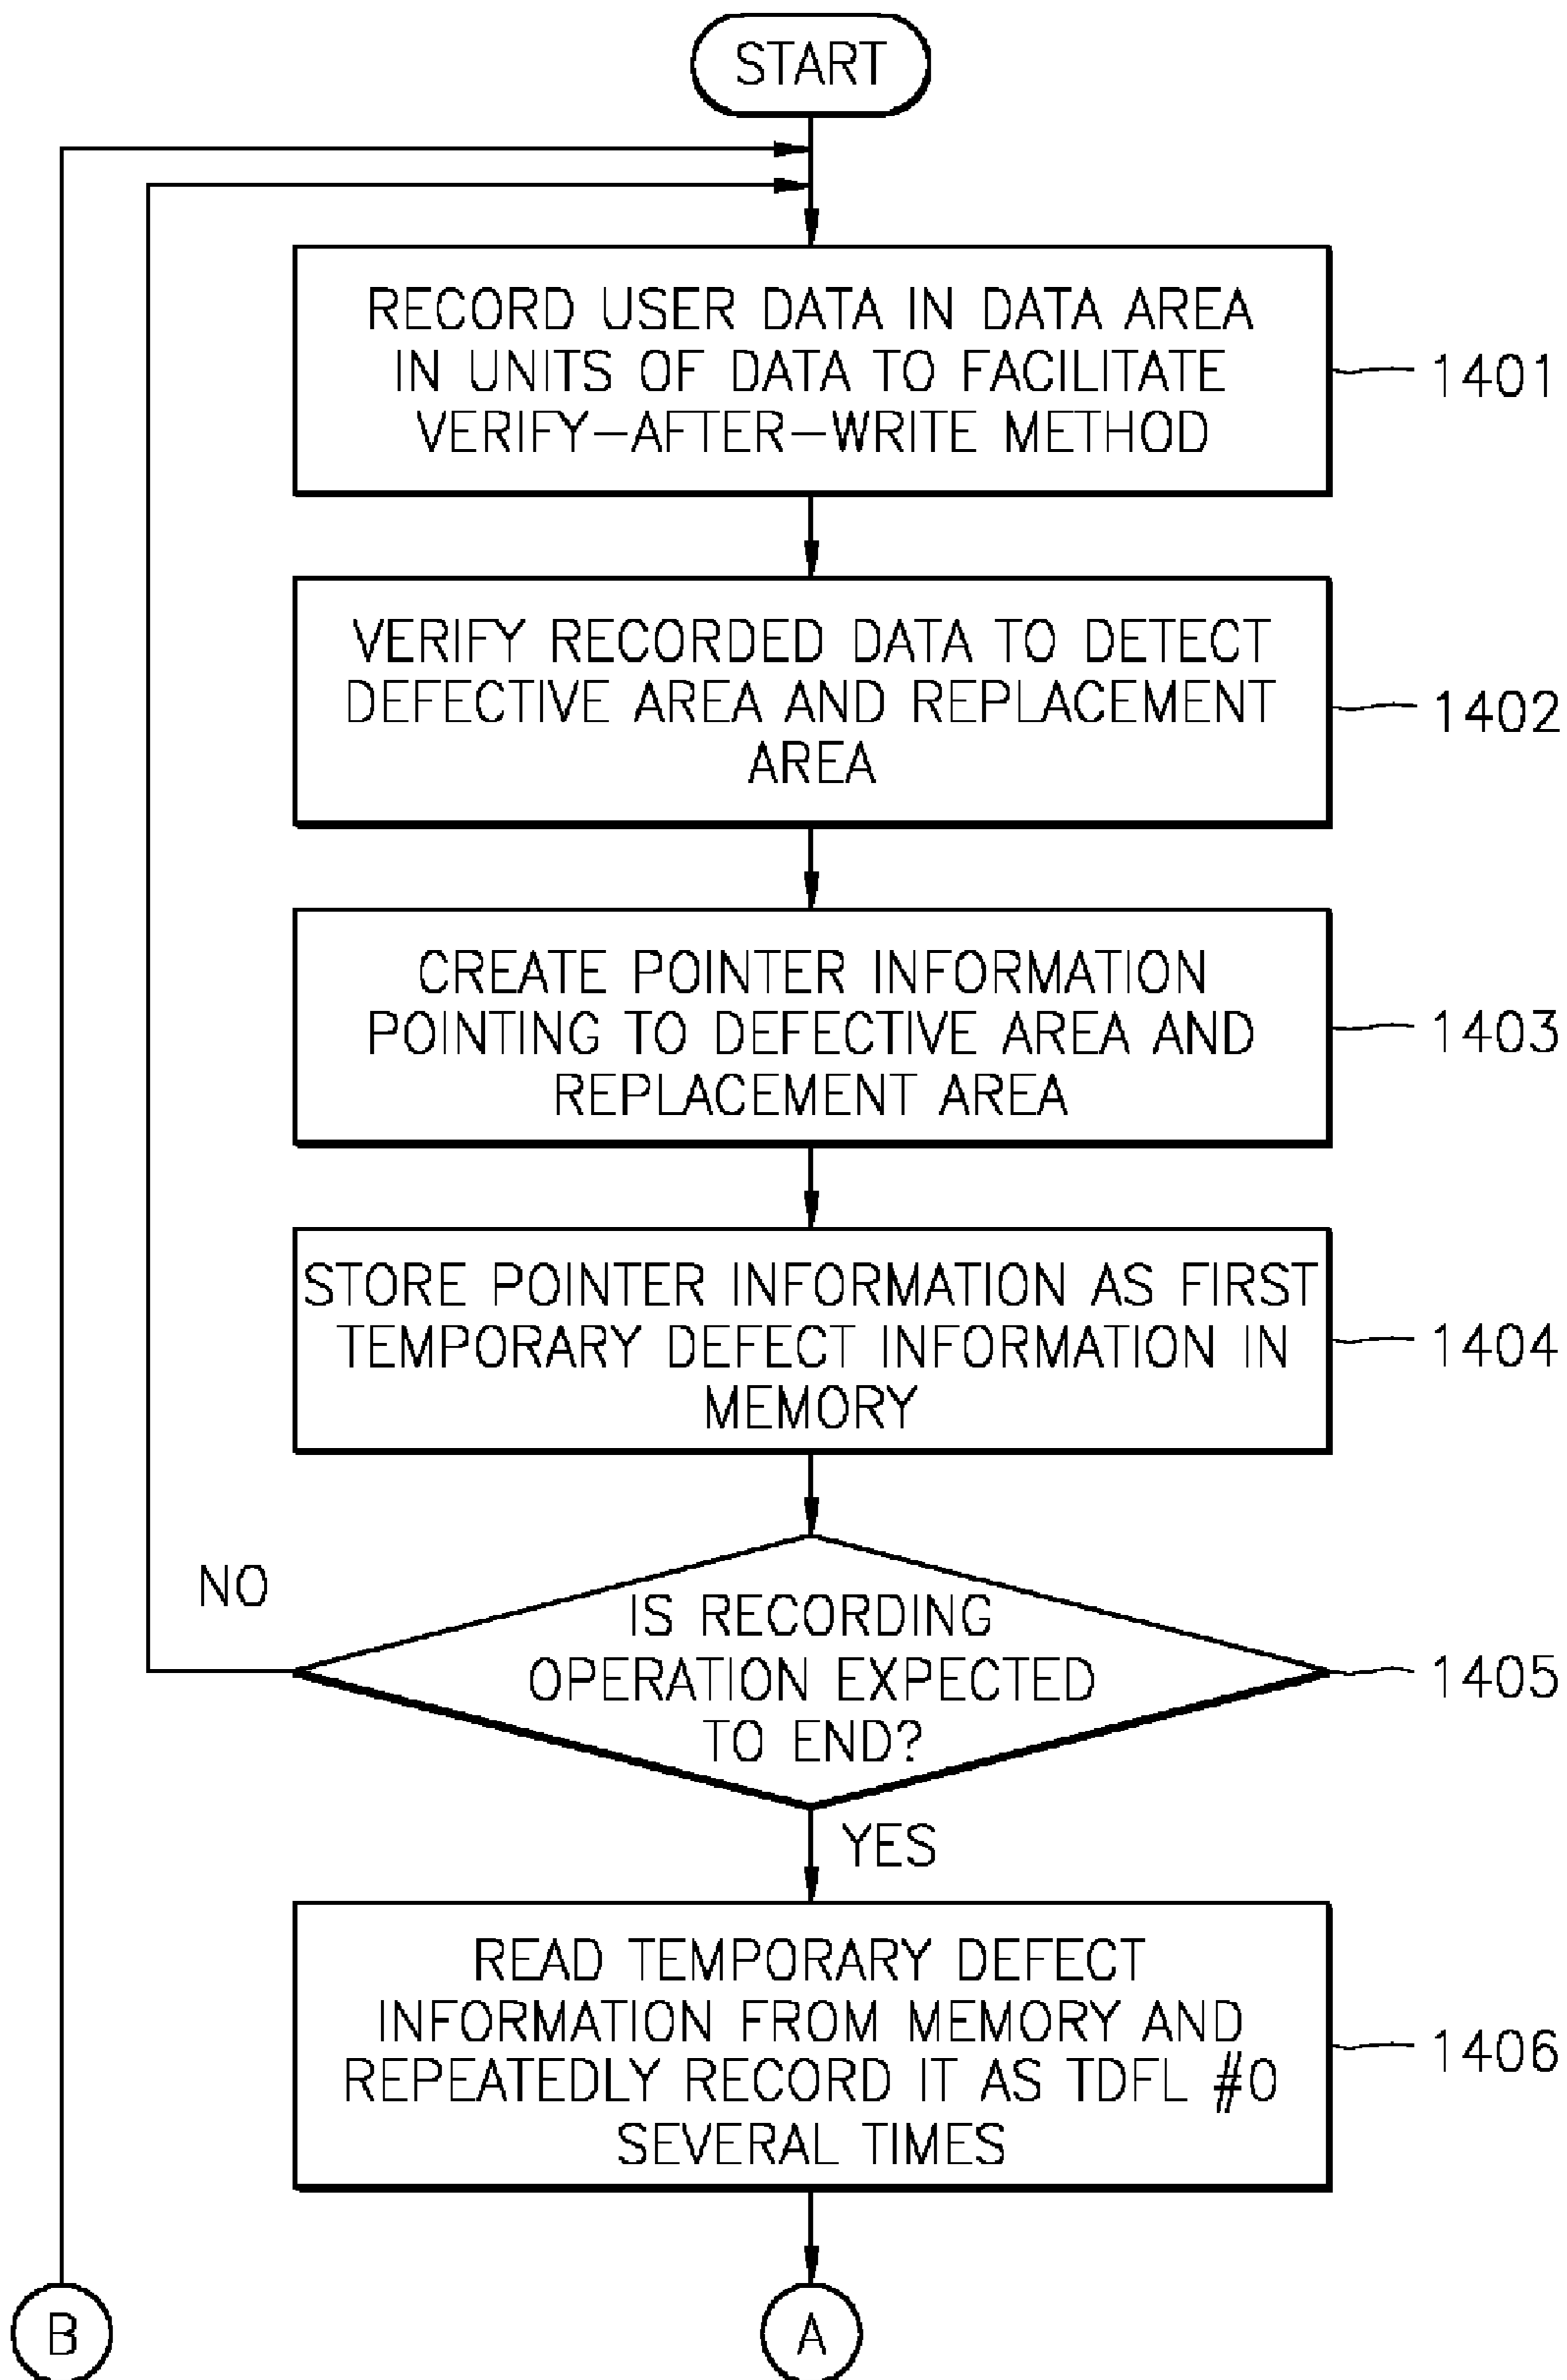 START
RECORD USER DATA IN DATA AREA
IN UNITS OF DATA TO FACILITATE
VERIFY-AFTER-WRITE METHOD
1401
VERIFY RECORDED DATA TO DETECT
DEFECTIVE AREA AND REPLACEMENT
AREA
1402
CREATE POINTER INFORMATION
POINTING TO DEFECTIVE AREA AND
REPLACEMENT AREA
1403
STORE POINTER INFORMATION AS FIRST
TEMPORARY DEFECT INFORMATION IN
MEMORY
1404
NO
IS RECORDING
OPERATION EXPECTED
TO END?
1405
YES
READ TEMPORARY DEFECT
INFORMATION FROM MEMORY AND
REPEATEDLY RECORD IT AS TDFL #0
SEVERAL TIMES
1406
B
A